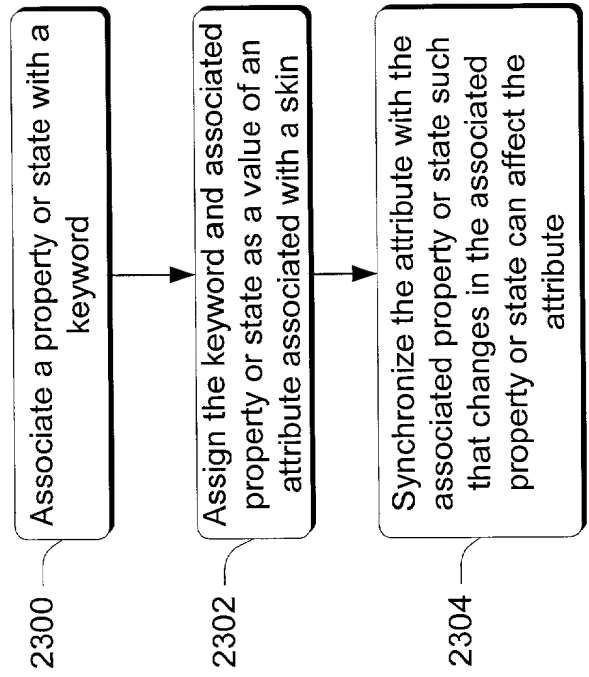 2300
Associate a property or state with a
keyword
2302
Assign the keyword and associated
property or state as a value of an
attribute associated with a skin
2304
Synchronize the attribute with the
associated property or state such
that changes in the associated
property or state can affect the
attribute